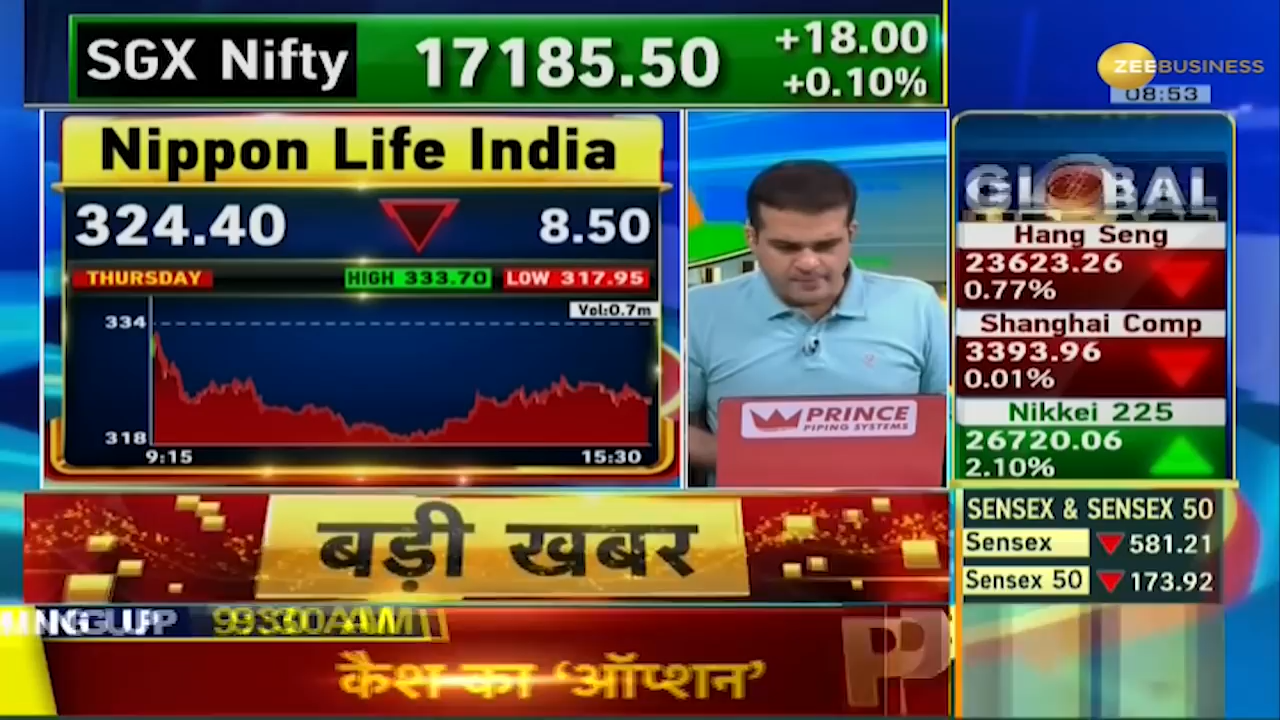 SGX Nifty
17185.50
+18.00
+0.10%
ZEEBUSINESS
08:53
Nippon Life India
324.40
8.50
THURSDAY
HIGH 333.70
LOW 317.95
Vol:0.7m
334
318
9:15
15:30
PRINCE
PIPING SYSTEMS
GLOBAL
Hang Seng
23623.26
0.77%
Shanghai Comp
3393.96
0.01%
Nikkei 225
26720.06
2.10%
SENSEX & SENSEX 50
Sensex
581.21
Sensex 50
173.92
बड़ी खबर
कैश का ‘ऑप्शन’